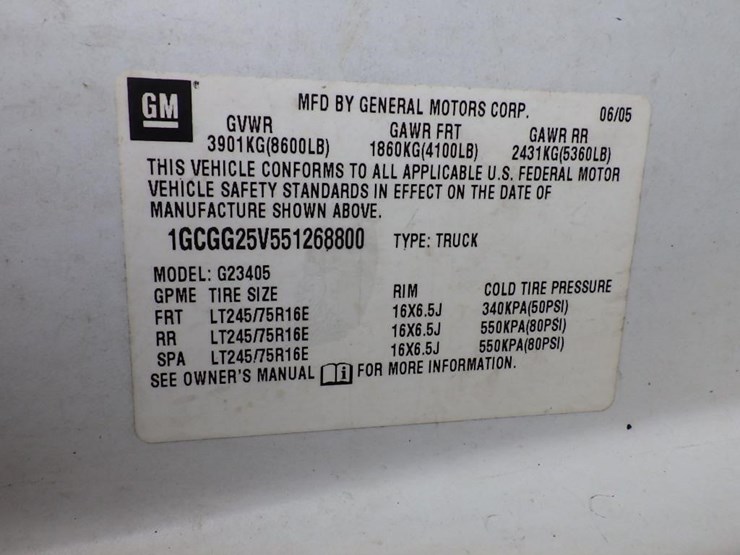 GM
MFD BY GENERAL MOTORS CORP. 06/05
GVWR GAWR FRT GAWR RR
3901KG(8600LB) 1860KG(4100LB) 2431KG(5360LB)
THIS VEHICLE CONFORMS TO ALL APPLICABLE U.S. FEDERAL MOTOR
VEHICLE SAFETY STANDARDS IN EFFECT ON THE DATE OF
MANUFACTURE SHOWN ABOVE.
1GCGG25V551268800 TYPE: TRUCK
MODEL: G23405
GPME TIRE SIZE RIM COLD TIRE PRESSURE
FRT LT245/75R16E 16X6.5J 340KPA(50PSI)
RR LT245/75R16E 16X6.5J 550KPA(80PSI)
SPA LT245/75R16E 16X6.5J 550KPA(80PSI)
SEE OWNER'S MANUAL i FOR MORE INFORMATION.